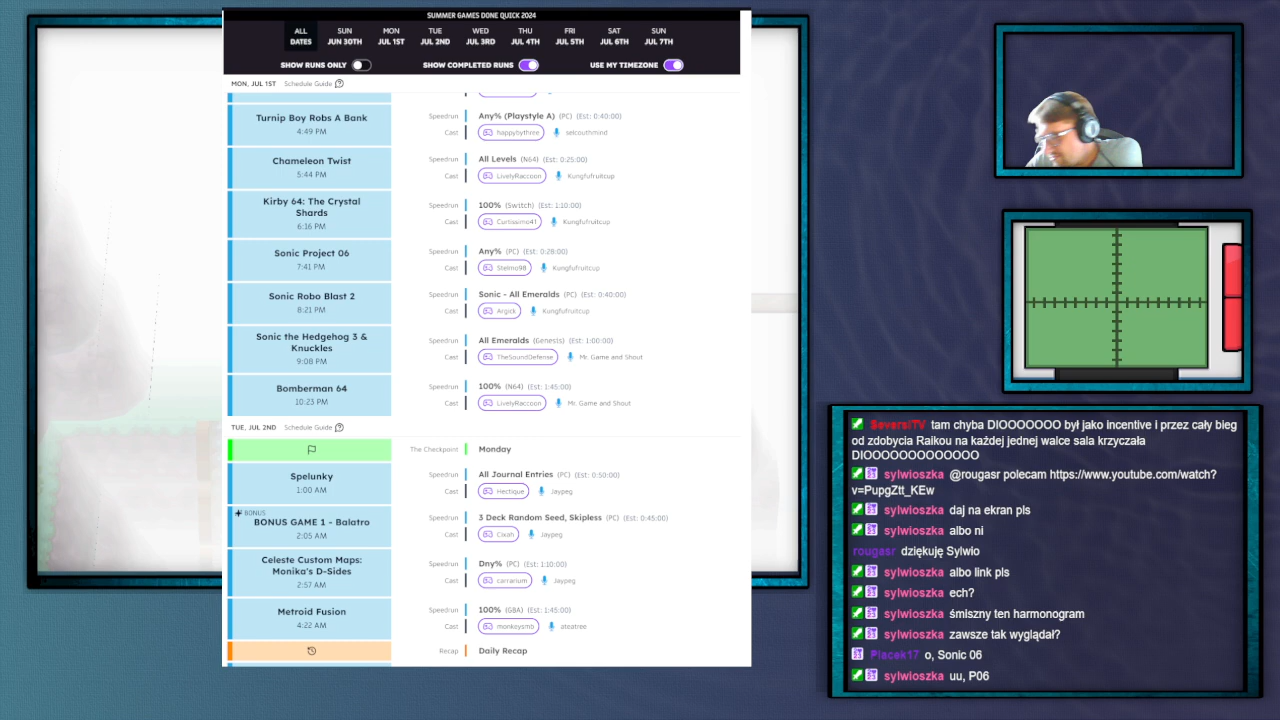 SUMMER GAMES DONE QUICK 2024
ALL DATES
SUN JUN 30TH
MON JUL 1ST
TUE JUL 2ND
WED JUL 3RD
THU JUL 4TH
FRI JUL 5TH
SAT JUL 6TH
SUN JUL 7TH
SHOW RUNS ONLY
SHOW COMPLETED RUNS
USE MY TIMEZONE
MON, JUL 1ST Schedule Guide
Turnip Boy Robs A Bank
4:49 PM
Speedrun Any% (Playstyle A) (PC) (Est: 0:40:00)
Cast happybythree selcouthmind
Chameleon Twist
5:44 PM
Speedrun All Levels (N64) (Est: 0:25:00)
Cast LivelyRaccoon Kungfufruitcup
Kirby 64: The Crystal
Shards
6:16 PM
Speedrun 100% (Switch) (Est: 1:10:00)
Cast Curtissimo41 Kungfufruitcup
Sonic Project 06
7:41 PM
Speedrun Any% (PC) (Est: 0:28:00)
Cast Stelmo98 Kungfufruitcup
Sonic Robo Blast 2
8:21 PM
Speedrun Sonic - All Emeralds (PC) (Est: 0:40:00)
Cast Argick Kungfufruitcup
Sonic the Hedgehog 3 &
Knuckles
9:08 PM
Speedrun All Emeralds (Genesis) (Est: 1:00:00)
Cast TheSoundDefense Mr. Game and Shout
Bomberman 64
10:23 PM
Speedrun 100% (N64) (Est: 1:45:00)
Cast LivelyRaccoon Mr. Game and Shout
TUE, JUL 2ND Schedule Guide
The Checkpoint Monday
Spelunky
1:00 AM
Speedrun All Journal Entries (PC) (Est: 0:50:00)
Cast Hectique Jaypeg
BONUS
BONUS GAME 1 - Balatro
2:05 AM
Speedrun 3 Deck Random Seed, Skipless (PC) (Est: 0:45:00)
Cast Cixah Jaypeg
Celeste Custom Maps:
Monika's D-Sides
2:57 AM
Speedrun Dny% (PC) (Est: 1:10:00)
Cast carrarium Jaypeg
Metroid Fusion
4:22 AM
Speedrun 100% (GBA) (Est: 1:45:00)
Cast monkeysmb ateatree
Recap Daily Recap
SeversiTV tam chyba DIOOOOOOO był jako incentive i przez cały bieg
od zdobycia Raikou na każdej jednej walce sala krzyczała
DIOOOOOOOOOOOOO
sylwioszka @rougasr polecam https://www.youtube.com/watch?
v=PupgZtt_KEw
sylwioszka daj na ekran pls
sylwioszka albo ni
rougasr dziękuję Sylwio
sylwioszka albo link pls
sylwioszka ech?
sylwioszka śmiszny ten harmonogram
sylwioszka zawsze tak wyglądał?
Placek17 o, Sonic 06
sylwioszka uu, P06